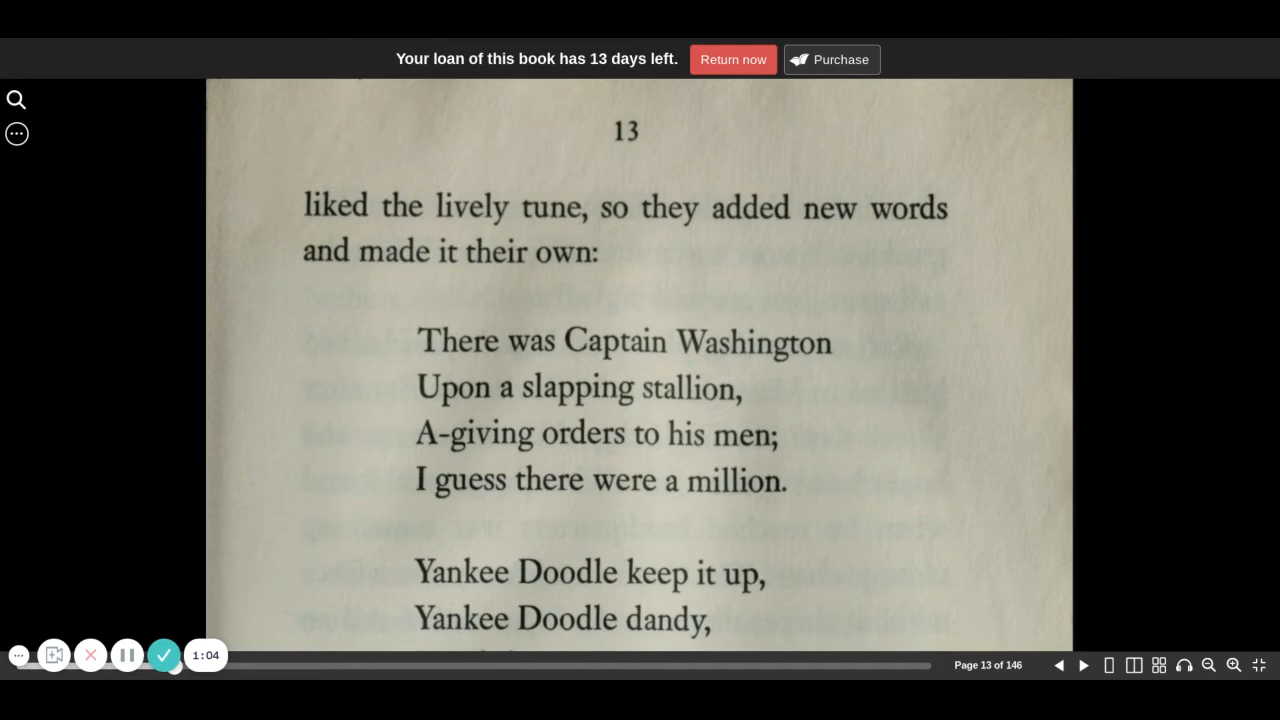 Your loan of this book has 13 days left. Return now Purchase
13
liked the lively tune, so they added new words
and made it their own:
There was Captain Washington
Upon a slapping stallion,
A-giving orders to his men;
I guess there were a million.
Yankee Doodle keep it up,
Yankee Doodle dandy,
1:04
Page 13 of 146